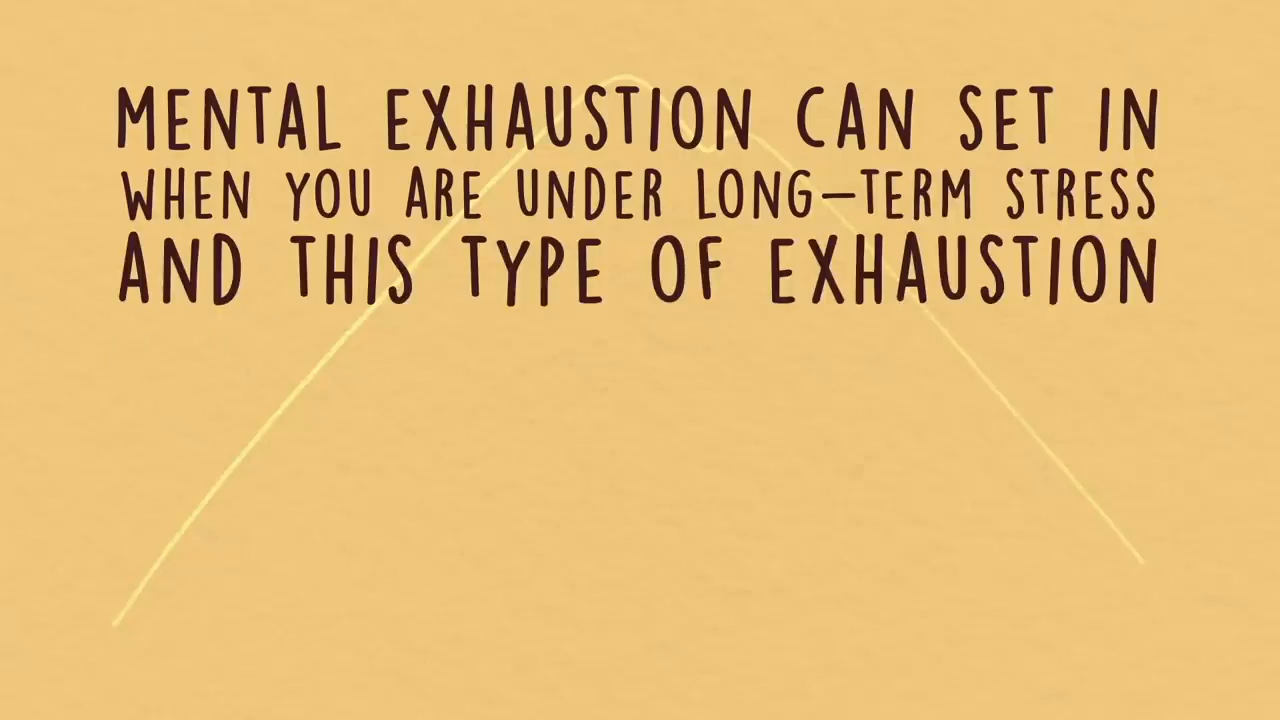 MENTAL EXHAUSTION CAN SET IN
WHEN YOU ARE UNDER LONG-TERM STRESS
AND THIS TYPE OF EXHAUSTION